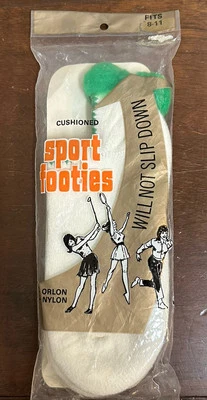 FITS
9-11
CUSHIONED
sport
footies
WILL NOT SLIP DOWN
ORLON
NYLON